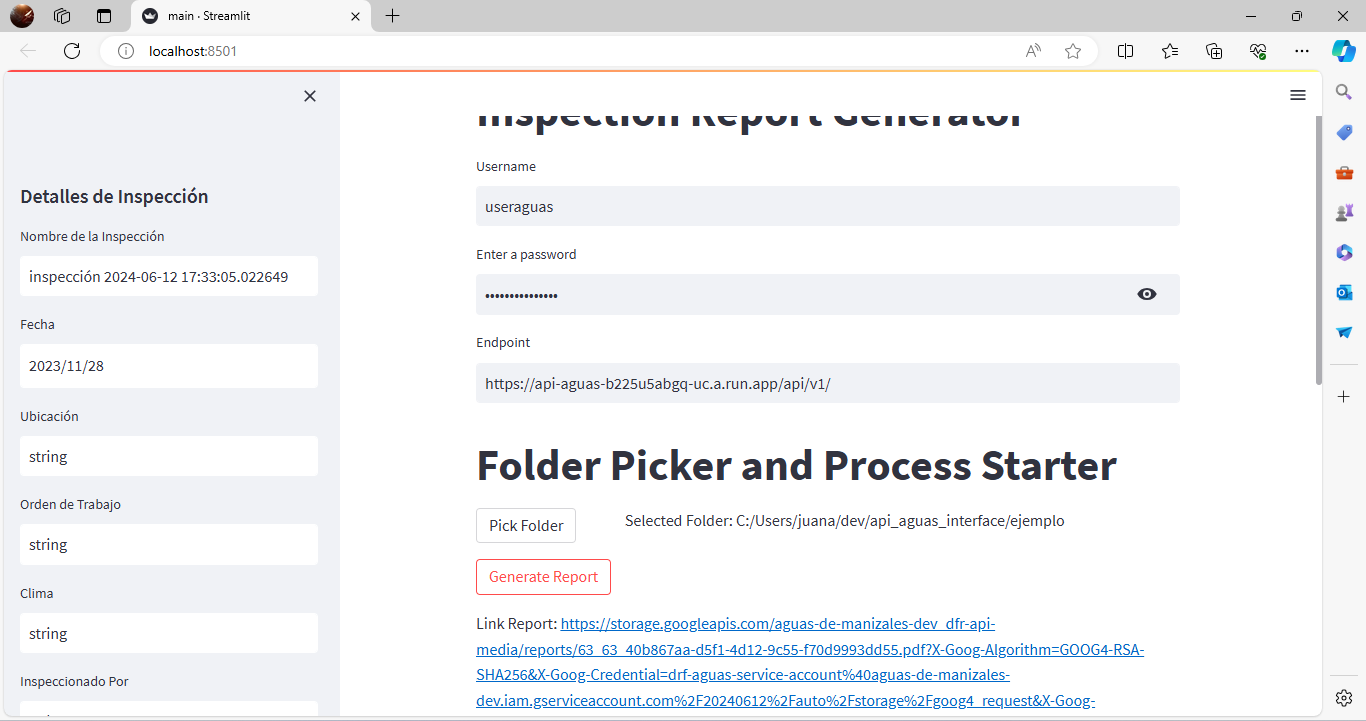 main · Streamlit
localhost:8501
Detalles de Inspección
Nombre de la Inspección
inspección 2024-06-12 17:33:05.022649
Fecha
2023/11/28
Ubicación
string
Orden de Trabajo
string
Clima
string
Inspeccionado Por
Inspection Report Generator
Username
useraguas
Enter a password
•••••••••••••••
Endpoint
https://api-aguas-b225u5abgq-uc.a.run.app/api/v1/
Folder Picker and Process Starter
Pick Folder
Selected Folder: C:/Users/juana/dev/api_aguas_interface/ejemplo
Generate Report
Link Report: https://storage.googleapis.com/aguas-de-manizales-dev_dfr-api-
media/reports/63_63_40b867aa-d5f1-4d12-9c55-f70d9993dd55.pdf?X-Goog-Algorithm=GOOG4-RSA-
SHA256&X-Goog-Credential=drf-aguas-service-account%40aguas-de-manizales-
dev.iam.gserviceaccount.com%2F20240612%2Fauto%2Fstorage%2Fgoog4_request&X-Goog-